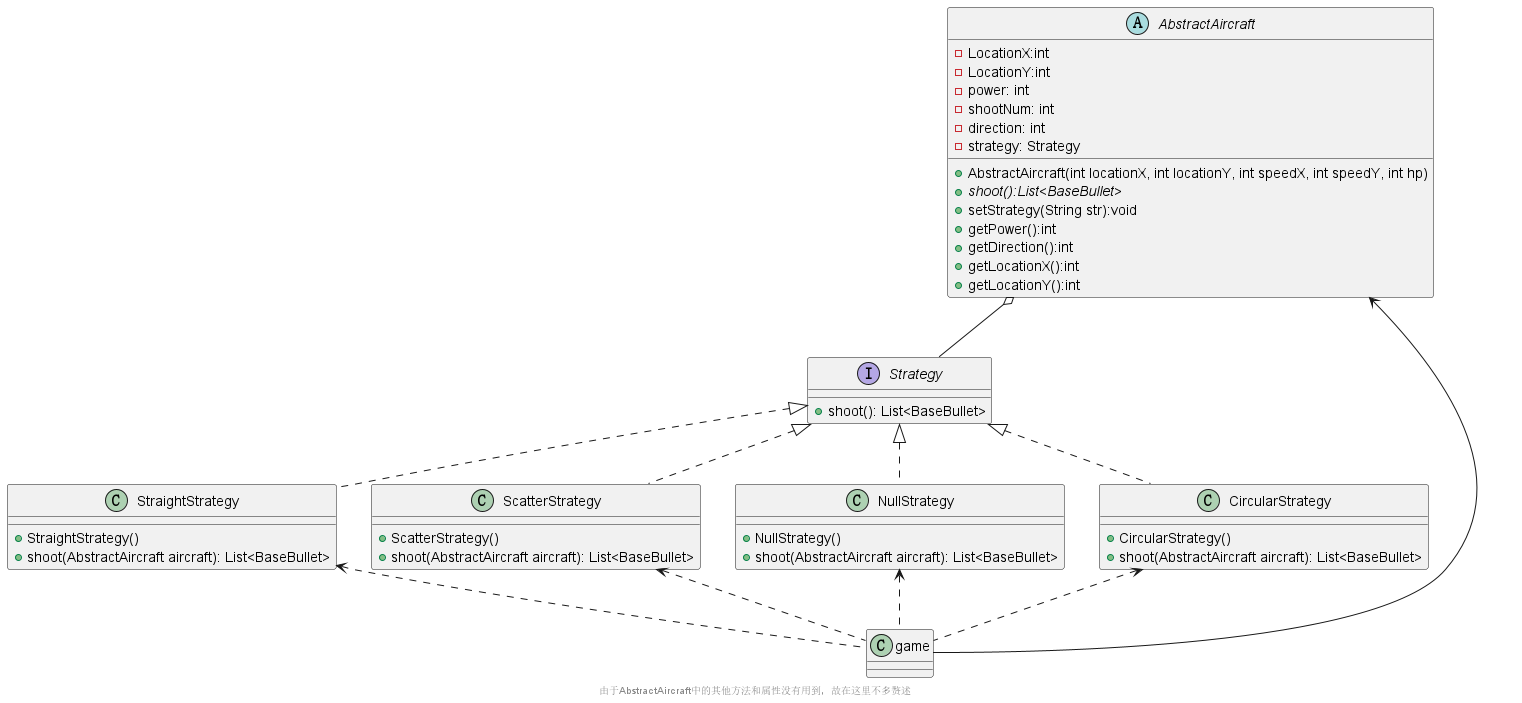 A AbstractAircraft
LocationX:int
LocationY:int
power: int
shootNum: int
direction: int
strategy: Strategy
AbstractAircraft(int locationX, int locationY, int speedX, int speedY, int hp)
shoot():List<BaseBullet>
setStrategy(String str):void
getPower():int
getDirection():int
getLocationX():int
getLocationY():int
I Strategy
shoot(): List<BaseBullet>
C StraightStrategy
StraightStrategy()
shoot(AbstractAircraft aircraft): List<BaseBullet>
C ScatterStrategy
ScatterStrategy()
shoot(AbstractAircraft aircraft): List<BaseBullet>
C NullStrategy
NullStrategy()
shoot(AbstractAircraft aircraft): List<BaseBullet>
C CircularStrategy
CircularStrategy()
shoot(AbstractAircraft aircraft): List<BaseBullet>
C game
由于AbstractAircraft中的其他方法和属性没有用到，故在这里不多赘述